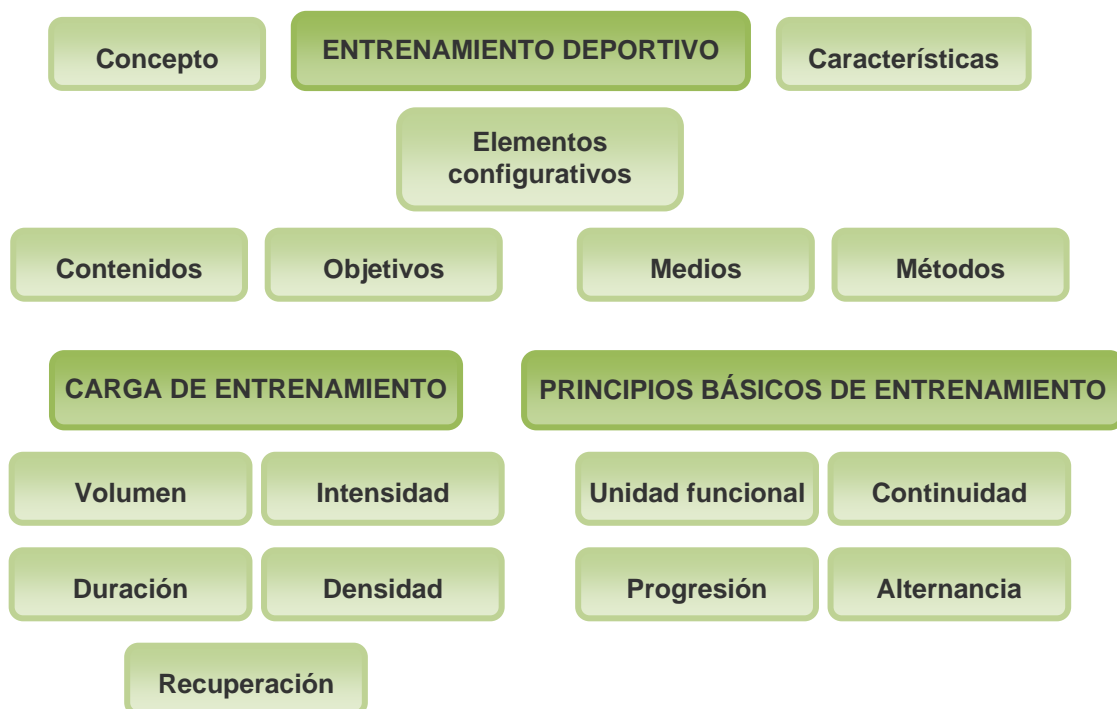 Concepto
ENTRENAMIENTO DEPORTIVO
Características
Elementos
configurativos
Contenidos
Objetivos
Medios
Métodos
CARGA DE ENTRENAMIENTO
PRINCIPIOS BÁSICOS DE ENTRENAMIENTO
Volumen
Intensidad
Unidad funcional
Continuidad
Duración
Densidad
Progresión
Alternancia
Recuperación